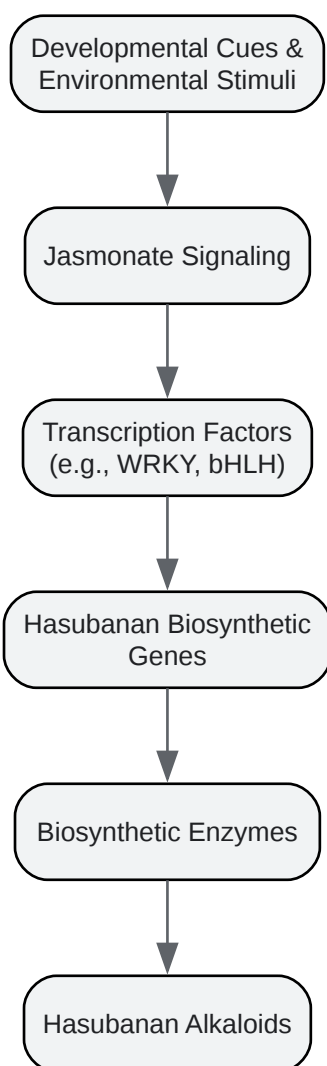 Developmental Cues &
Environmental Stimuli
Jasmonate Signaling
Transcription Factors
(e.g., WRKY, bHLH)
Hasubanan Biosynthetic
Genes
Biosynthetic Enzymes
Hasubanan Alkaloids